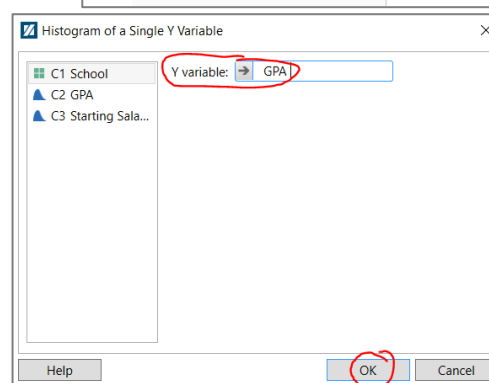 Histogram of a Single Y Variable
C1 School
C2 GPA
C3 Starting Sala...
Y variable: GPA
Help
OK
Cancel